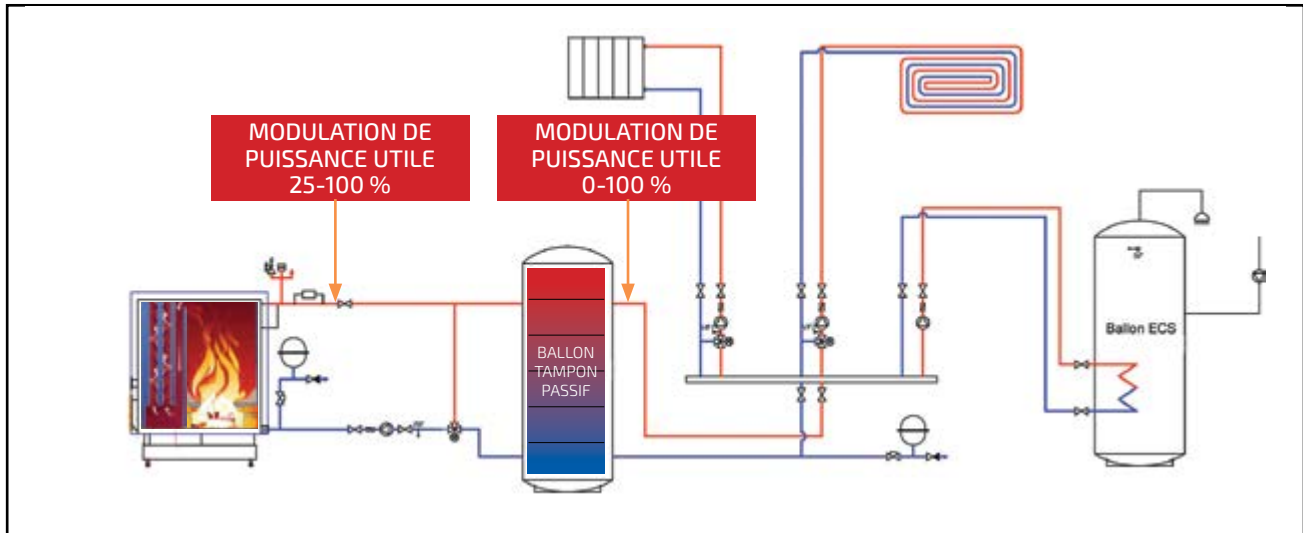 MODULATION DE
PUISSANCE UTILE
25-100 %
MODULATION DE
PUISSANCE UTILE
0-100 %
BALLON
TAMPON
PASSIF
Ballon ECS